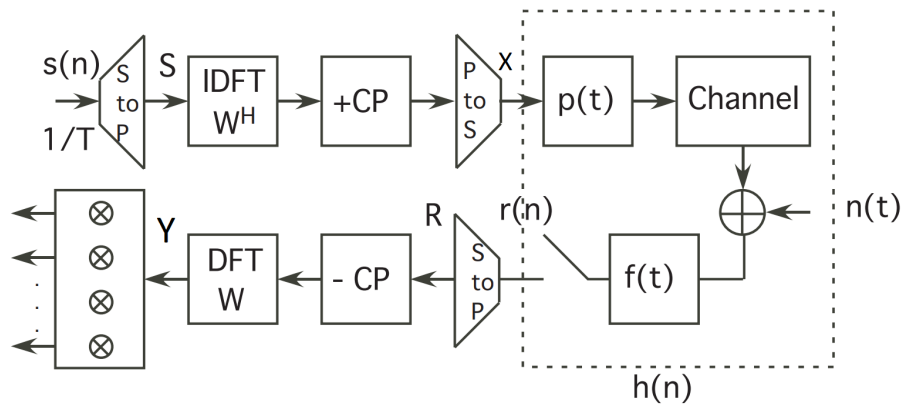 s(n)
1/T
S
to
P
S
IDFT
W^H
+CP
P
to
S
x
p(t)
Channel
n(t)
f(t)
r(n)
S
to
P
R
- CP
DFT
W
Y
h(n)